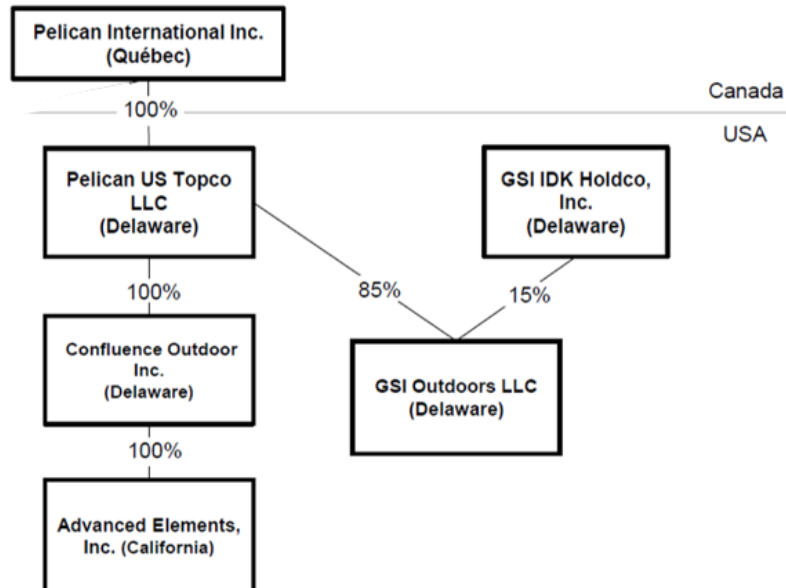 Pelican International Inc.
(Québec)
100%
Canada
USA
Pelican US Topco
LLC
(Delaware)
GSI IDK Holdco,
Inc.
(Delaware)
100%
85%
15%
Confluence Outdoor
Inc.
(Delaware)
GSI Outdoors LLC
(Delaware)
100%
Advanced Elements,
Inc. (California)